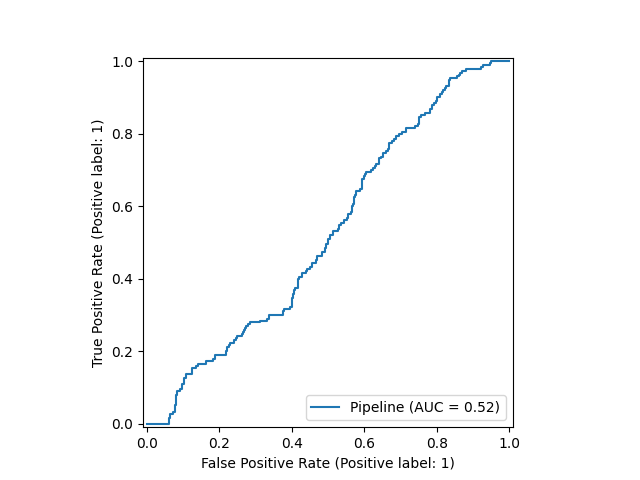 1.0
0.8
0.6
0.4
0.2
0.0
True Positive Rate (Positive label: 1)
Pipeline (AUC = 0.52)
0.0 0.2 0.4 0.6 0.8 1.0
False Positive Rate (Positive label: 1)